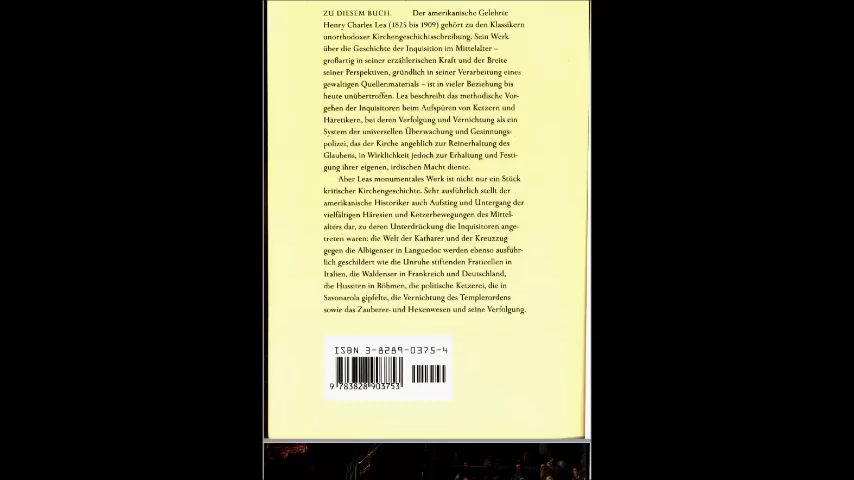 ZU DIESEM BUCH. Der amerikanische Gelehrte
Henry Charles Lea (1825 bis 1909) gehört zu den Klassikern
unorthodoxer Kirchengeschichtsschreibung. Sein Werk
über die Geschichte der Inquisition im Mittelalter –
großartig in seiner erzählerischen Kraft und der Breite
seiner Perspektiven, gründlich in seiner Verarbeitung eines
gewaltigen Quellenmaterials – ist in vieler Beziehung bis
heute unübertroffen. Lea beschreibt das methodische Vor-
gehen der Inquisitoren beim Aufspüren von Ketzern und
Häretikern, bei deren Verfolgung und Vernichtung als ein
System der universellen Überwachung und Gesinnungs-
polizei, das der Kirche angeblich zur Reinerhaltung des
Glaubens, in Wirklichkeit jedoch zur Erhaltung und Festi-
gung ihrer eigenen, irdischen Macht diente.
Aber Leas monumentales Werk ist nicht nur ein Stück
kritischer Kirchengeschichte. Sehr ausführlich stellt der
amerikanische Historiker auch Aufstieg und Untergang der
vielfältigen Häresien und Ketzerbewegungen des Mittel-
alters dar, zu deren Unterdrückung die Inquisitoren ange-
treten waren: die Welt der Katharer und der Kreuzzug
gegen die Albigenser in Languedoc werden ebenso ausführ-
lich geschildert wie die Unruhe stiftenden Fraticellen in
Italien, die Waldenser in Frankreich und Deutschland,
die Hussiten in Böhmen, die politische Ketzerei, die in
Savonarola gipfelte, die Vernichtung des Templerordens
sowie das Zauberer- und Hexenwesen und seine Verfolgung.
ISBN 3-8289-0375-4
9 783828 903753